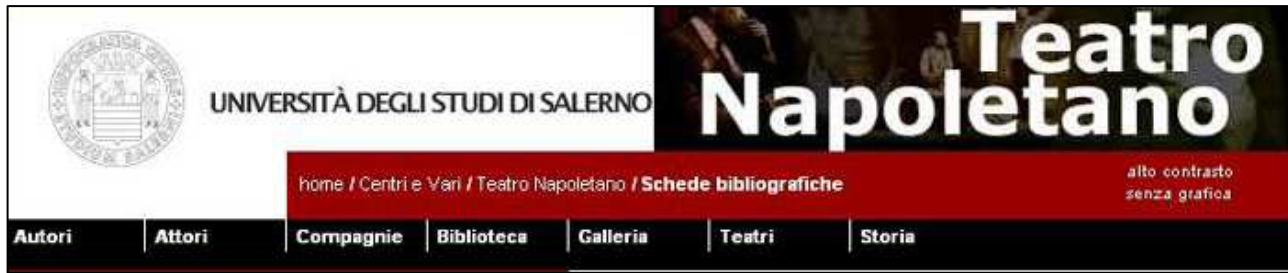 Teatro
Napoletano
UNIVERSITÀ DEGLI STUDI DI SALERNO
home / Centri e Vari / Teatro Napoletano / Schede bibliografiche
alto contrasto
senza grafica
Autori Attori Compagnie Biblioteca Galleria Teatri Storia